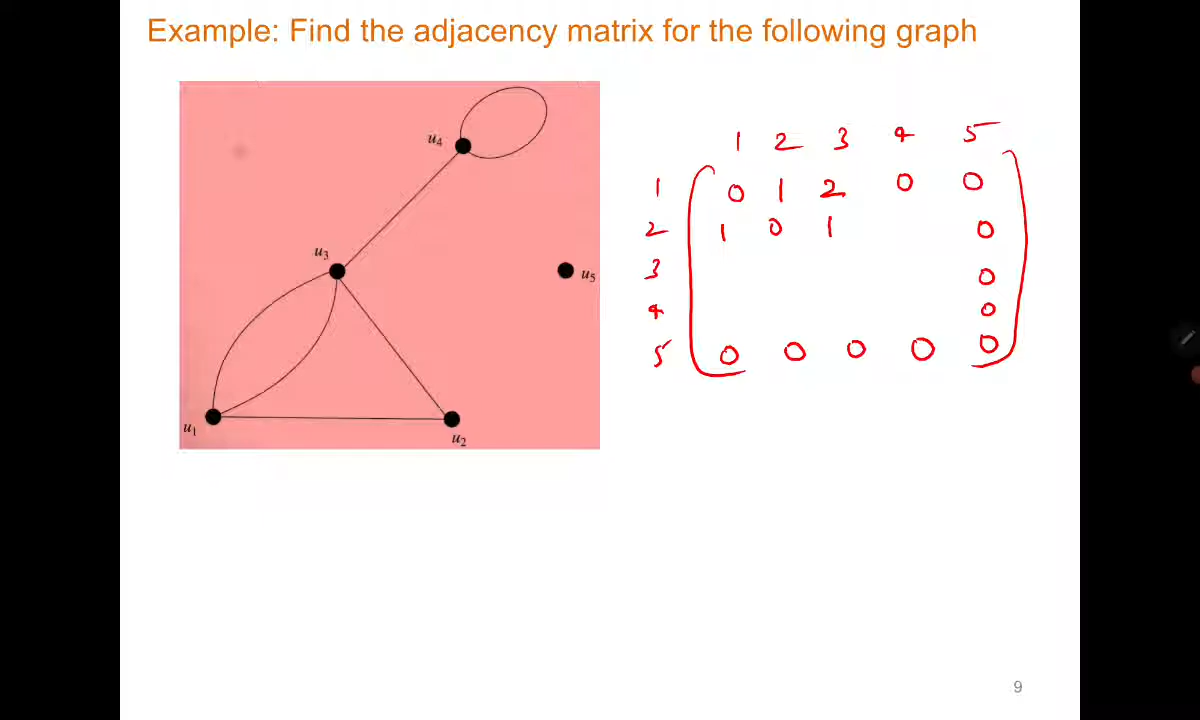 Example: Find the adjacency matrix for the following graph
u4
u3
u5
u1
u2
1 2 3 4 5
1 0 1 2 0 0
2 1 0 1 0
3 0
4 0
5 0 0 0 0 0
9